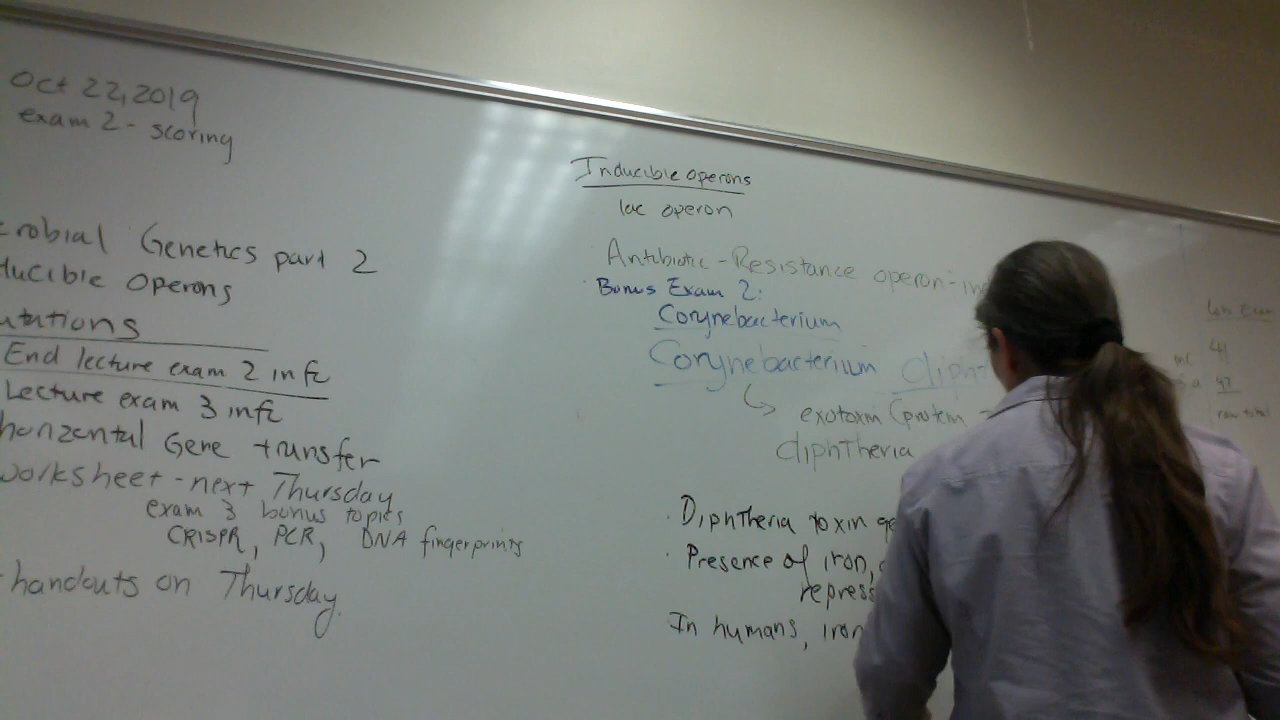 Oct 22, 2019
exam 2 - scoring
crobial Genetics part 2
ducible Operons
utations
End lecture exam 2 info
Lecture exam 3 info
horizontal Gene transfer
worksheet - next Thursday
exam 3 bonus topics
CRISPR, PCR, DNA fingerprints
- handouts on Thursday.
Inducible operons
lac operon
Antibiotic - Resistance operon - in
Bonus Exam 2:
Corynebacterium
Corynebacterium diph
exotoxin (protein
diphtheria
· Diphtheria toxin ge
· Presence of iron,
repress
In humans, iron